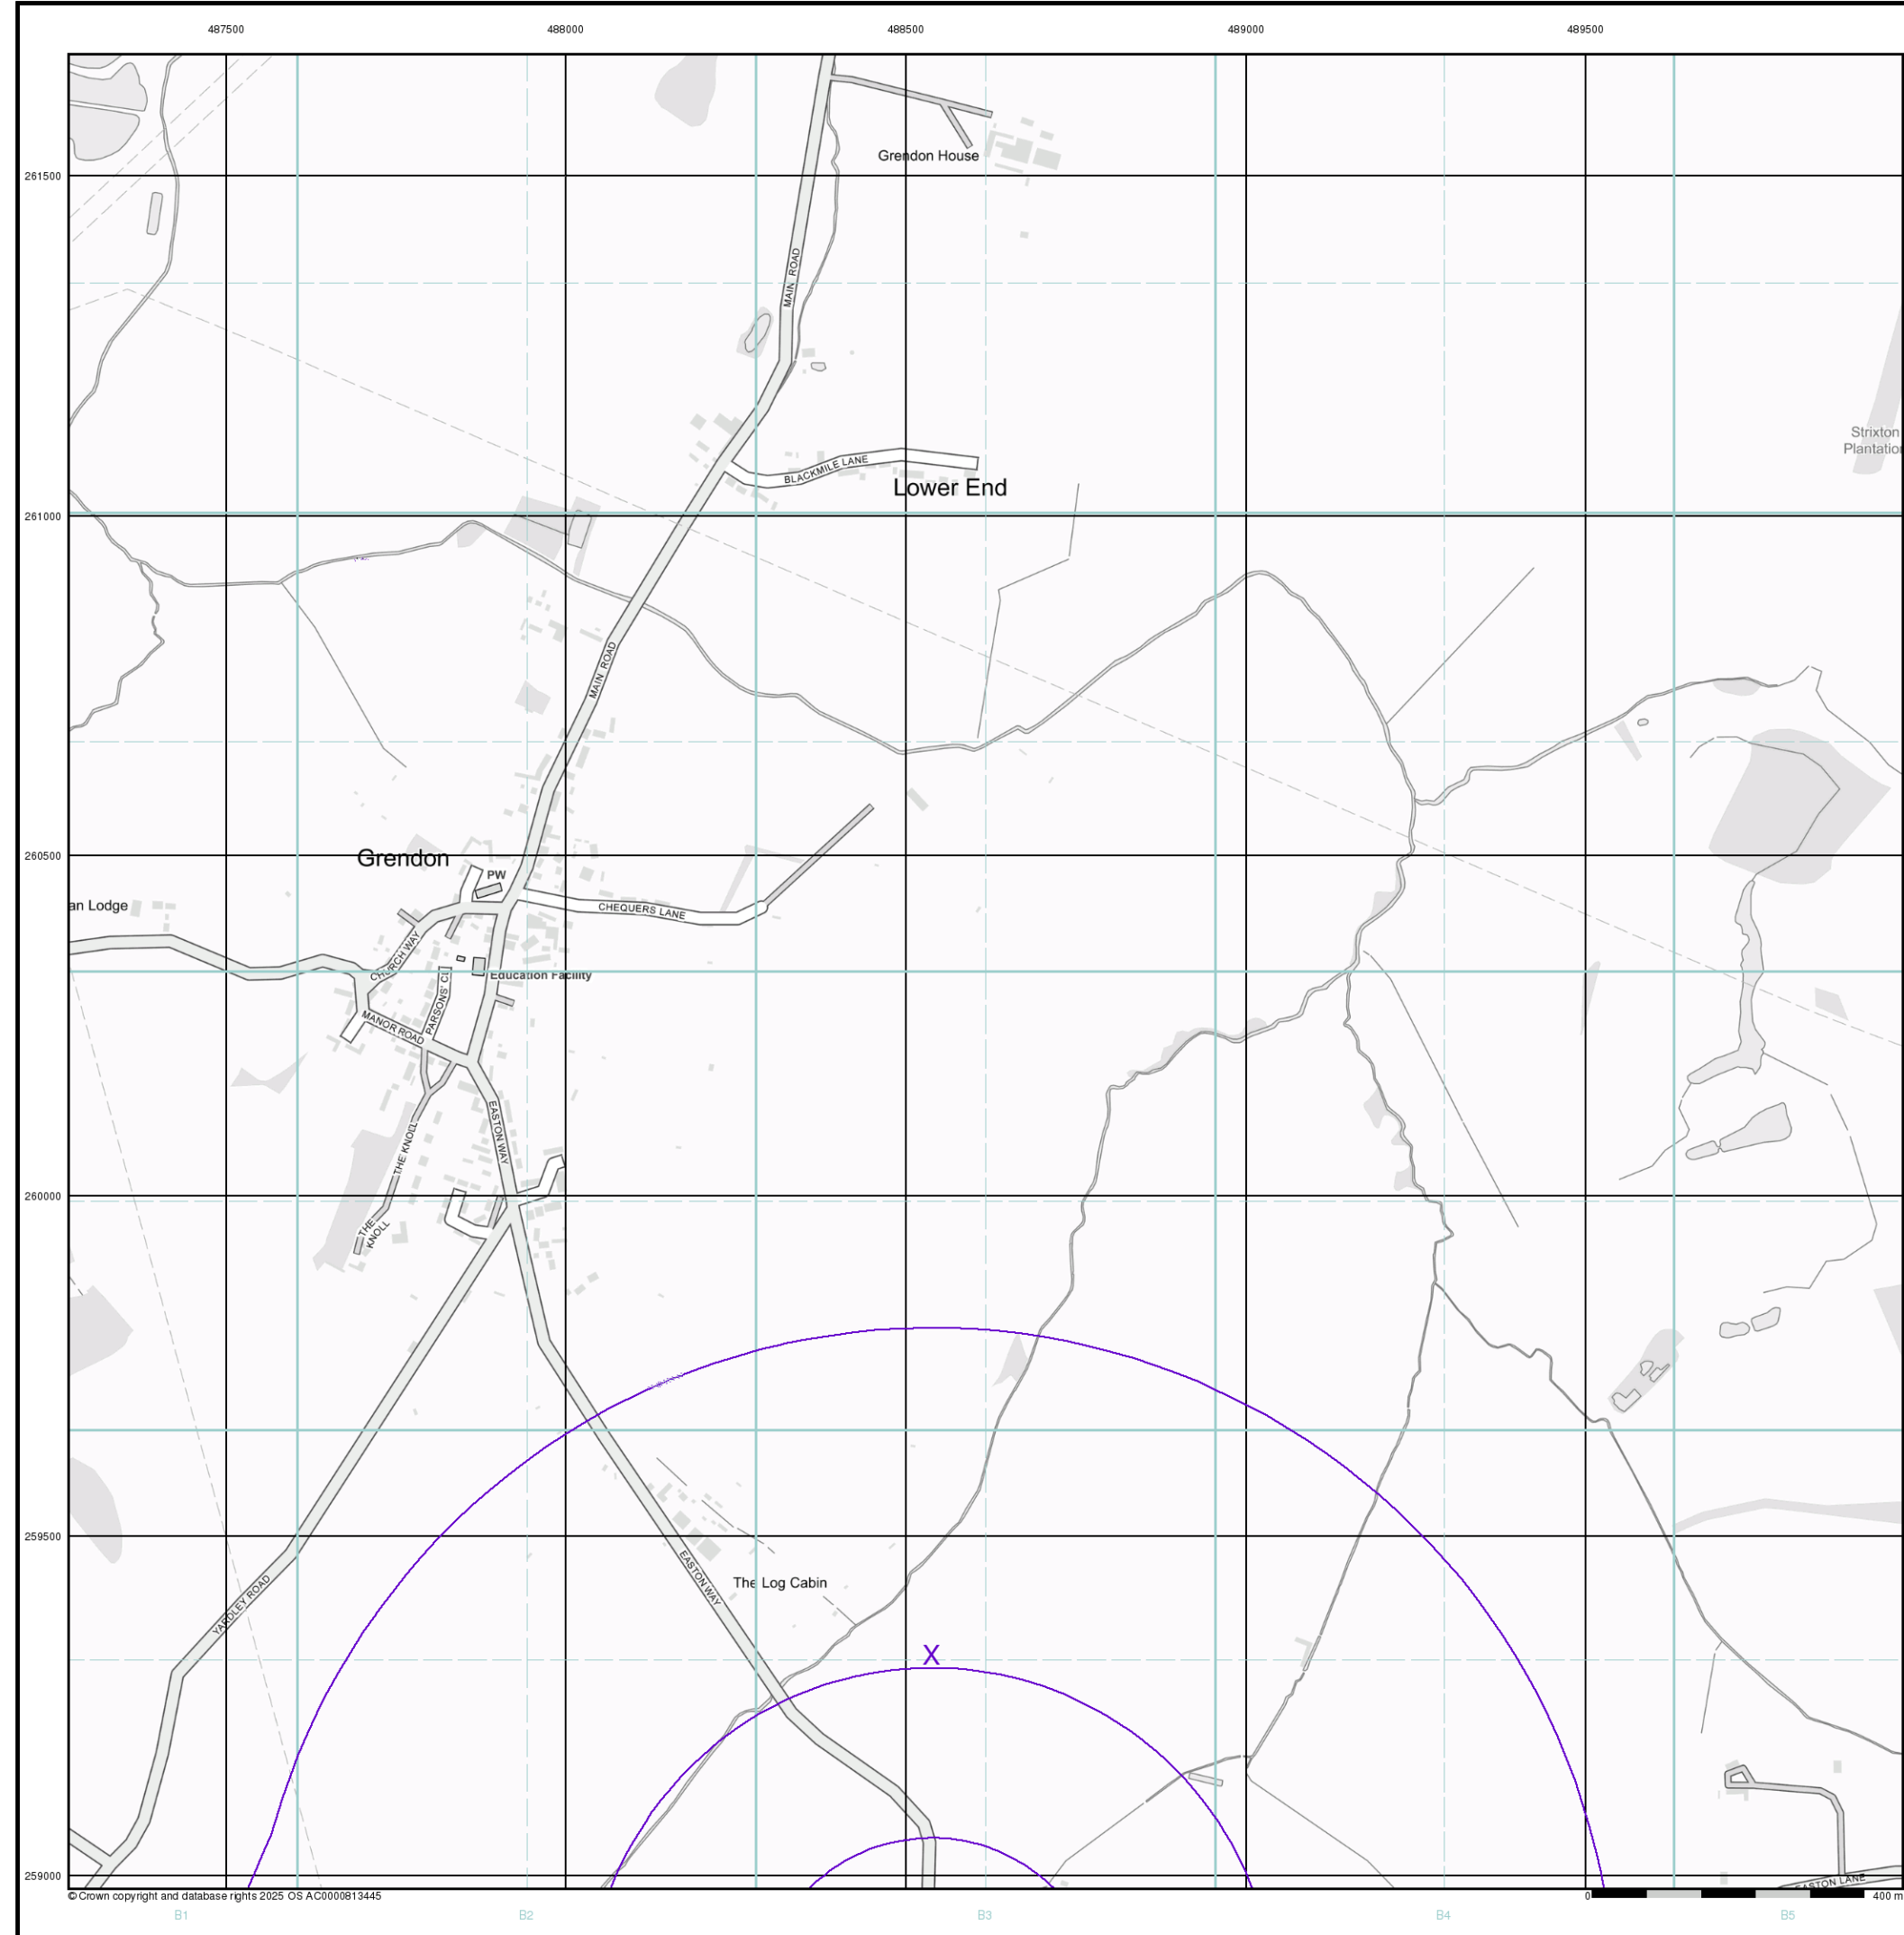 487500 488000 488500 489000 489500
Grendon House
261500
MAIN ROAD
Strixton
Plantation
BLACKMILE LANE
Lower End
261000
MAIN ROAD
Grendon
260500
PW
an Lodge
CHEQUERS LANE
CHURCH WAY
Education Facility
PARSONS' CL
MANOR ROAD
EASTON WAY
THE KNOLL
260000
THE
KNOLL
259500
EASTON WAY
The Log Cabin
YARDLEY ROAD
X
259000
EASTON LANE
©Crown copyright and database rights 2025 OS AC0000813445
0 400 m
B1 B2 B3 B4 B5